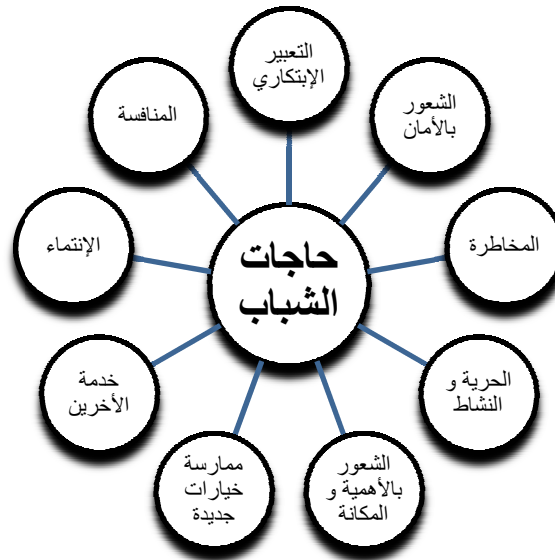 حاجات
الشباب
التعبير
الإبتكاري
الشعور
بالأمان
المخاطرة
الحرية و
النشاط
الشعور
بالأهمية و
المكانة
ممارسة
خيارات
جديدة
خدمة
الأخرين
الإنتماء
المنافسة